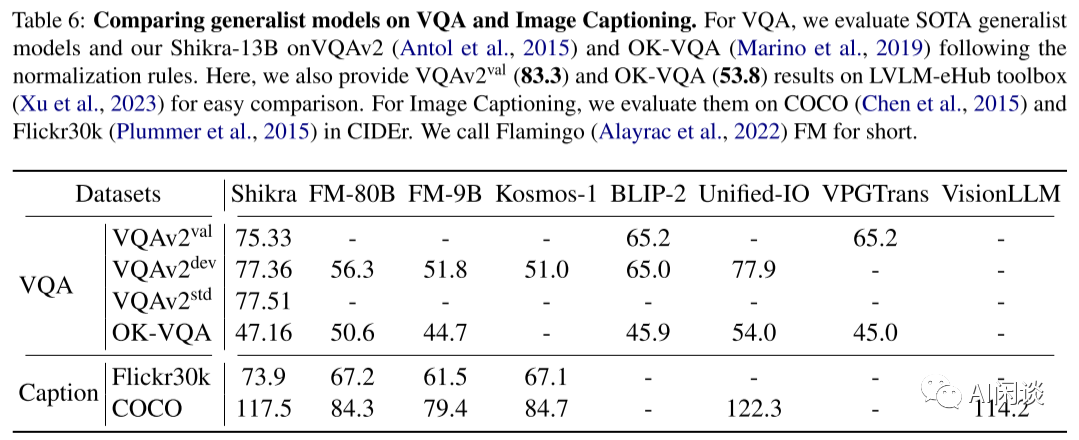 Table 6: Comparing generalist models on VQA and Image Captioning. For VQA, we evaluate SOTA generalist
models and our Shikra-13B onVQAv2 (Antol et al., 2015) and OK-VQA (Marino et al., 2019) following the
normalization rules. Here, we also provide VQAv2val (83.3) and OK-VQA (53.8) results on LVLM-eHub toolbox
(Xu et al., 2023) for easy comparison. For Image Captioning, we evaluate them on COCO (Chen et al., 2015) and
Flickr30k (Plummer et al., 2015) in CIDEr. We call Flamingo (Alayrac et al., 2022) FM for short.
Datasets Shikra FM-80B FM-9B Kosmos-1 BLIP-2 Unified-IO VPGTrans VisionLLM
VQA
VQAv2val 75.33 - - - 65.2 - 65.2 -
VQAv2dev 77.36 56.3 51.8 51.0 65.0 77.9 - -
VQAv2std 77.51 - - - - - - -
OK-VQA 47.16 50.6 44.7 - 45.9 54.0 45.0 -
Caption
Flickr30k 73.9 67.2 61.5 67.1 - - - -
COCO 117.5 84.3 79.4 84.7 - 122.3 - 114.2
AI闲谈